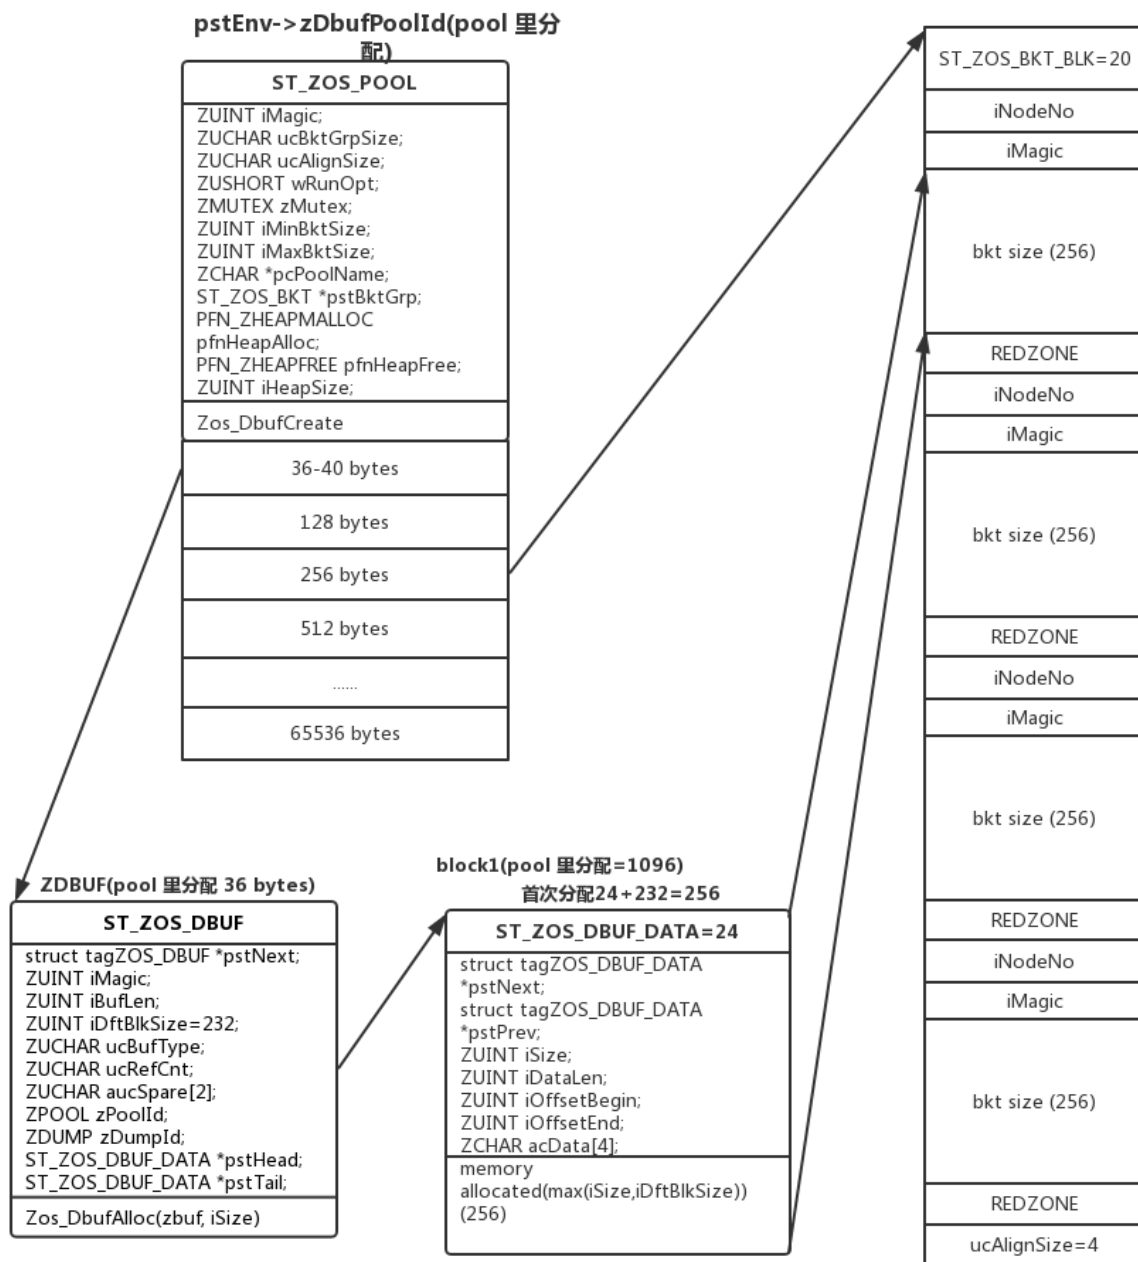 pstEnv->zDbufPoolId(pool 里分
配)
ST_ZOS_POOL
ZUINT iMagic;
ZUCHAR ucBktGrpSize;
ZUCHAR ucAlignSize;
ZUSHORT wRunOpt;
ZMUTEX zMutex;
ZUINT iMinBktSize;
ZUINT iMaxBktSize;
ZCHAR *pcPoolName;
ST_ZOS_BKT *pstBktGrp;
PFN_ZHEAPMALLOC
pfnHeapAlloc;
PFN_ZHEAPFREE pfnHeapFree;
ZUINT iHeapSize;
Zos_DbufCreate
36-40 bytes
128 bytes
256 bytes
512 bytes
......
65536 bytes
ZDBUF(pool 里分配 36 bytes)
ST_ZOS_DBUF
struct tagZOS_DBUF *pstNext;
ZUINT iMagic;
ZUINT iBufLen;
ZUINT iDftBlkSize=232;
ZUCHAR ucBufType;
ZUCHAR ucRefCnt;
ZUCHAR aucSpare[2];
ZPOOL zPoolId;
ZDUMP zDumpId;
ST_ZOS_DBUF_DATA *pstHead;
ST_ZOS_DBUF_DATA *pstTail;
Zos_DbufAlloc(zbuf, iSize)
block1(pool 里分配=1096)
首次分配24+232=256
ST_ZOS_DBUF_DATA=24
struct tagZOS_DBUF_DATA
*pstNext;
struct tagZOS_DBUF_DATA
*pstPrev;
ZUINT iSize;
ZUINT iDataLen;
ZUINT iOffsetBegin;
ZUINT iOffsetEnd;
ZCHAR acData[4];
memory
allocated(max(iSize,iDftBlkSize))
(256)
ST_ZOS_BKT_BLK=20
iNodeNo
iMagic
bkt size (256)
REDZONE
iNodeNo
iMagic
bkt size (256)
REDZONE
iNodeNo
iMagic
bkt size (256)
REDZONE
iNodeNo
iMagic
bkt size (256)
REDZONE
ucAlignSize=4